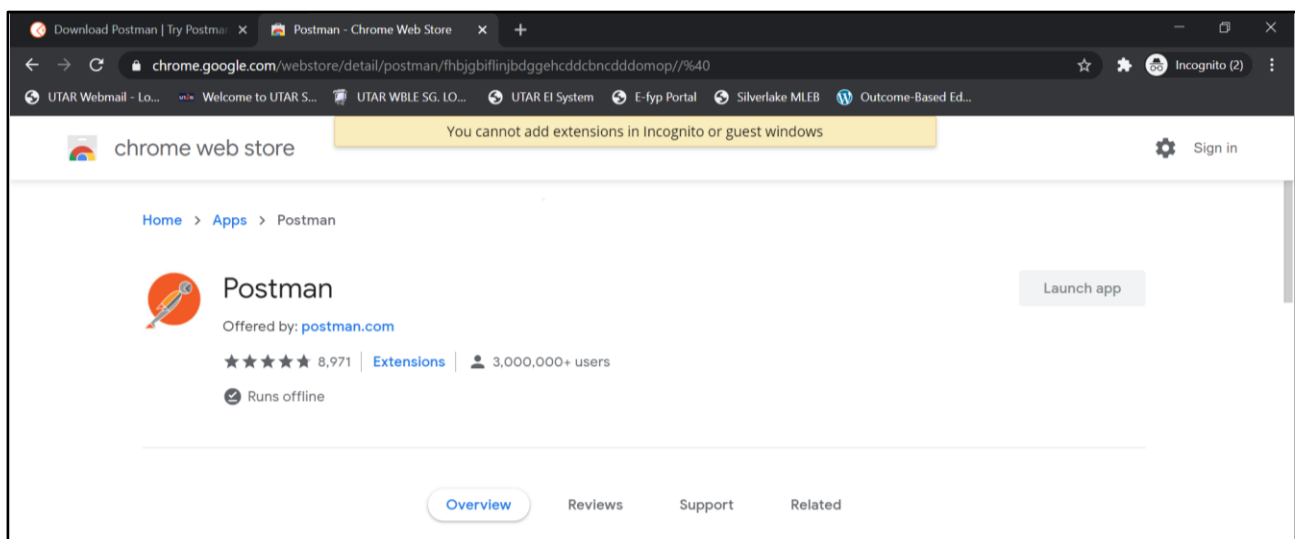 Download Postman | Try Postma
Postman - Chrome Web Store
chrome.google.com/webstore/detail/postman/fhbjgbiflinjbdggehcddcbncdddomop//%40
Incognito (2)
UTAR Webmail - Lo...
Welcome to UTAR S...
UTAR WBLE SG. LO...
UTAR EI System
E-fyp Portal
Silverlake MLEB
Outcome-Based Ed...
You cannot add extensions in Incognito or guest windows
chrome web store
Sign in
Home > Apps > Postman
Postman
Launch app
Offered by: postman.com
8,971 | Extensions | 3,000,000+ users
Runs offline
Overview Reviews Support Related